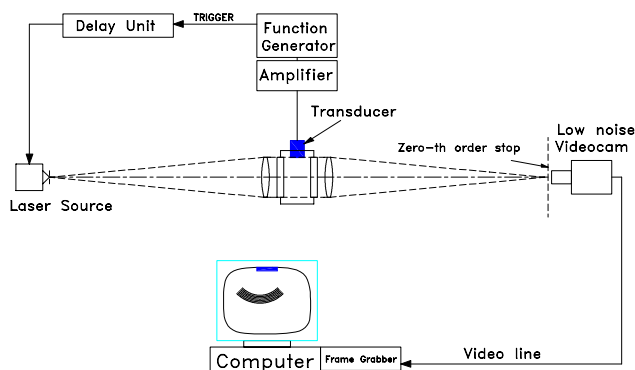 Delay Unit
TRIGGER
Function
Generator
Amplifier
Transducer
Zero-th order stop
Low noise
Videocam
Laser Source
Computer
Frame Grabber
Video line